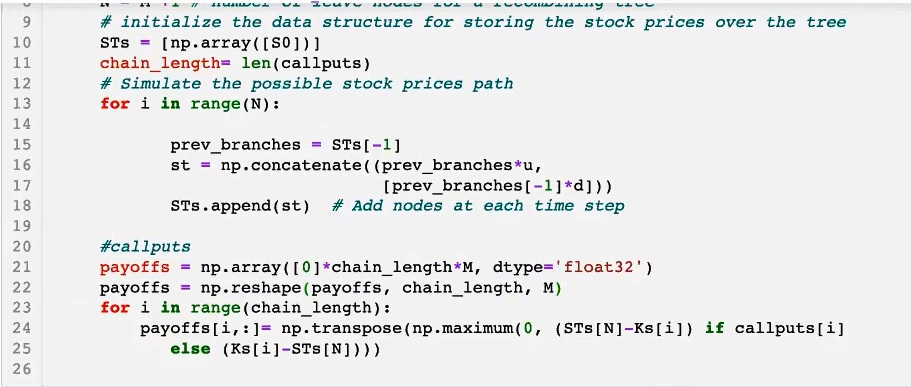 9 # initialize the data structure for storing the stock prices over the tree
10 STs = [np.array([S0])]
11 chain_length= len(callputs)
12 # Simulate the possible stock prices path
13 for i in range(N):
14
15 prev_branches = STs[-1]
16 st = np.concatenate((prev_branches*u,
17 [prev_branches[-1]*d]))
18 STs.append(st) # Add nodes at each time step
19
20 #callputs
21 payoffs = np.array([0]*chain_length*M, dtype='float32')
22 payoffs = np.reshape(payoffs, chain_length, M)
23 for i in range(chain_length):
24 payoffs[i,:]= np.transpose(np.maximum(0, (STs[N]-Ks[i]) if callputs[i]
25 else (Ks[i]-STs[N])))
26